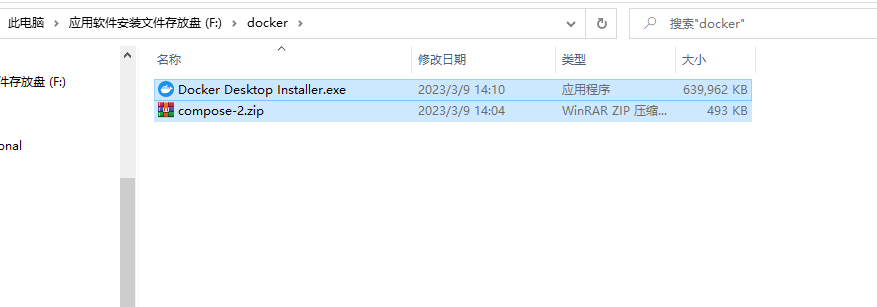 此电脑 > 应用软件安装文件存放盘 (F:) > docker >
搜索"docker"
名称 修改日期 类型 大小
件存放盘 (F:)
Docker Desktop Installer.exe 2023/3/9 14:10 应用程序 639,962 KB
compose-2.zip 2023/3/9 14:04 WinRAR ZIP 压缩... 493 KB
onal